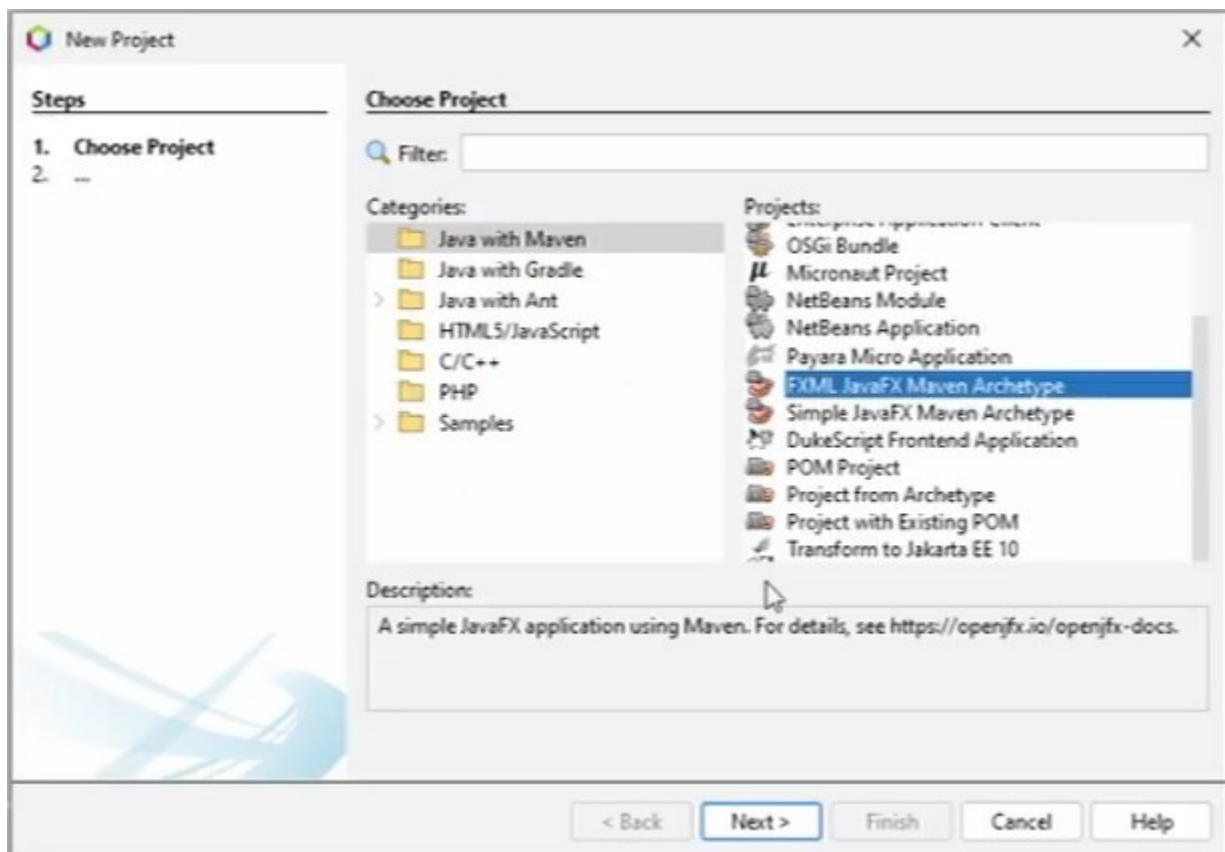 New Project
Steps
1. Choose Project
2. ...
Choose Project
Filter:
Categories:
Java with Maven
Java with Gradle
Java with Ant
HTML5/JavaScript
C/C++
PHP
Samples
Projects:
Enterprise Application Client
OSGi Bundle
Micronaut Project
NetBeans Module
NetBeans Application
Payara Micro Application
FXML JavaFX Maven Archetype
Simple JavaFX Maven Archetype
DukeScript Frontend Application
POM Project
Project from Archetype
Project with Existing POM
Transform to Jakarta EE 10
Description:
A simple JavaFX application using Maven. For details, see https://openjfx.io/openjfx-docs.
< Back
Next >
Finish
Cancel
Help